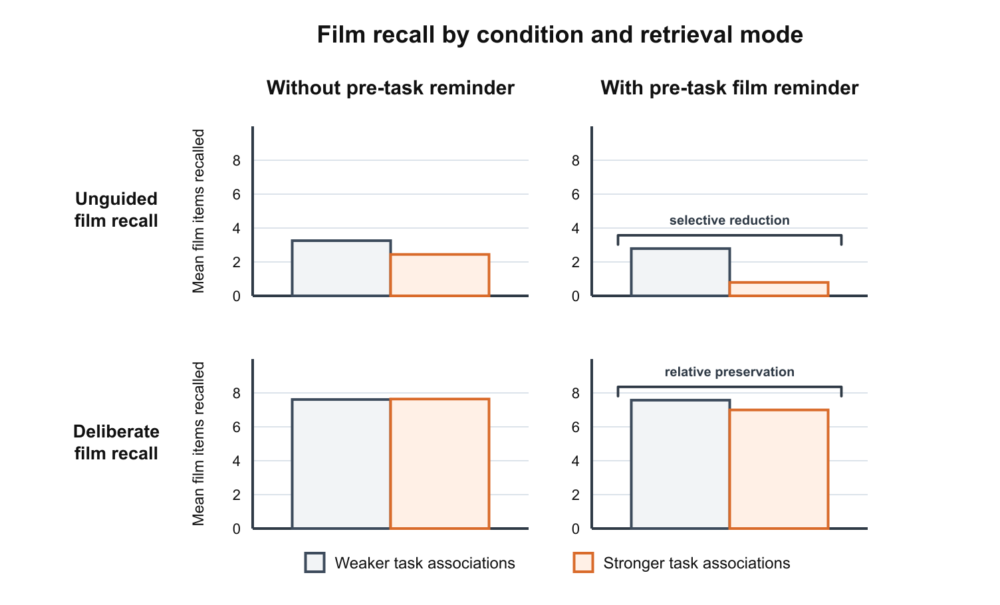 Film recall by condition and retrieval mode
Without pre-task reminder
With pre-task film reminder
Unguided
film recall
Mean film items recalled
8
6
4
2
0
8
6
4
2
0
selective reduction
Deliberate
film recall
Mean film items recalled
8
6
4
2
0
8
6
4
2
0
relative preservation
Weaker task associations
Stronger task associations